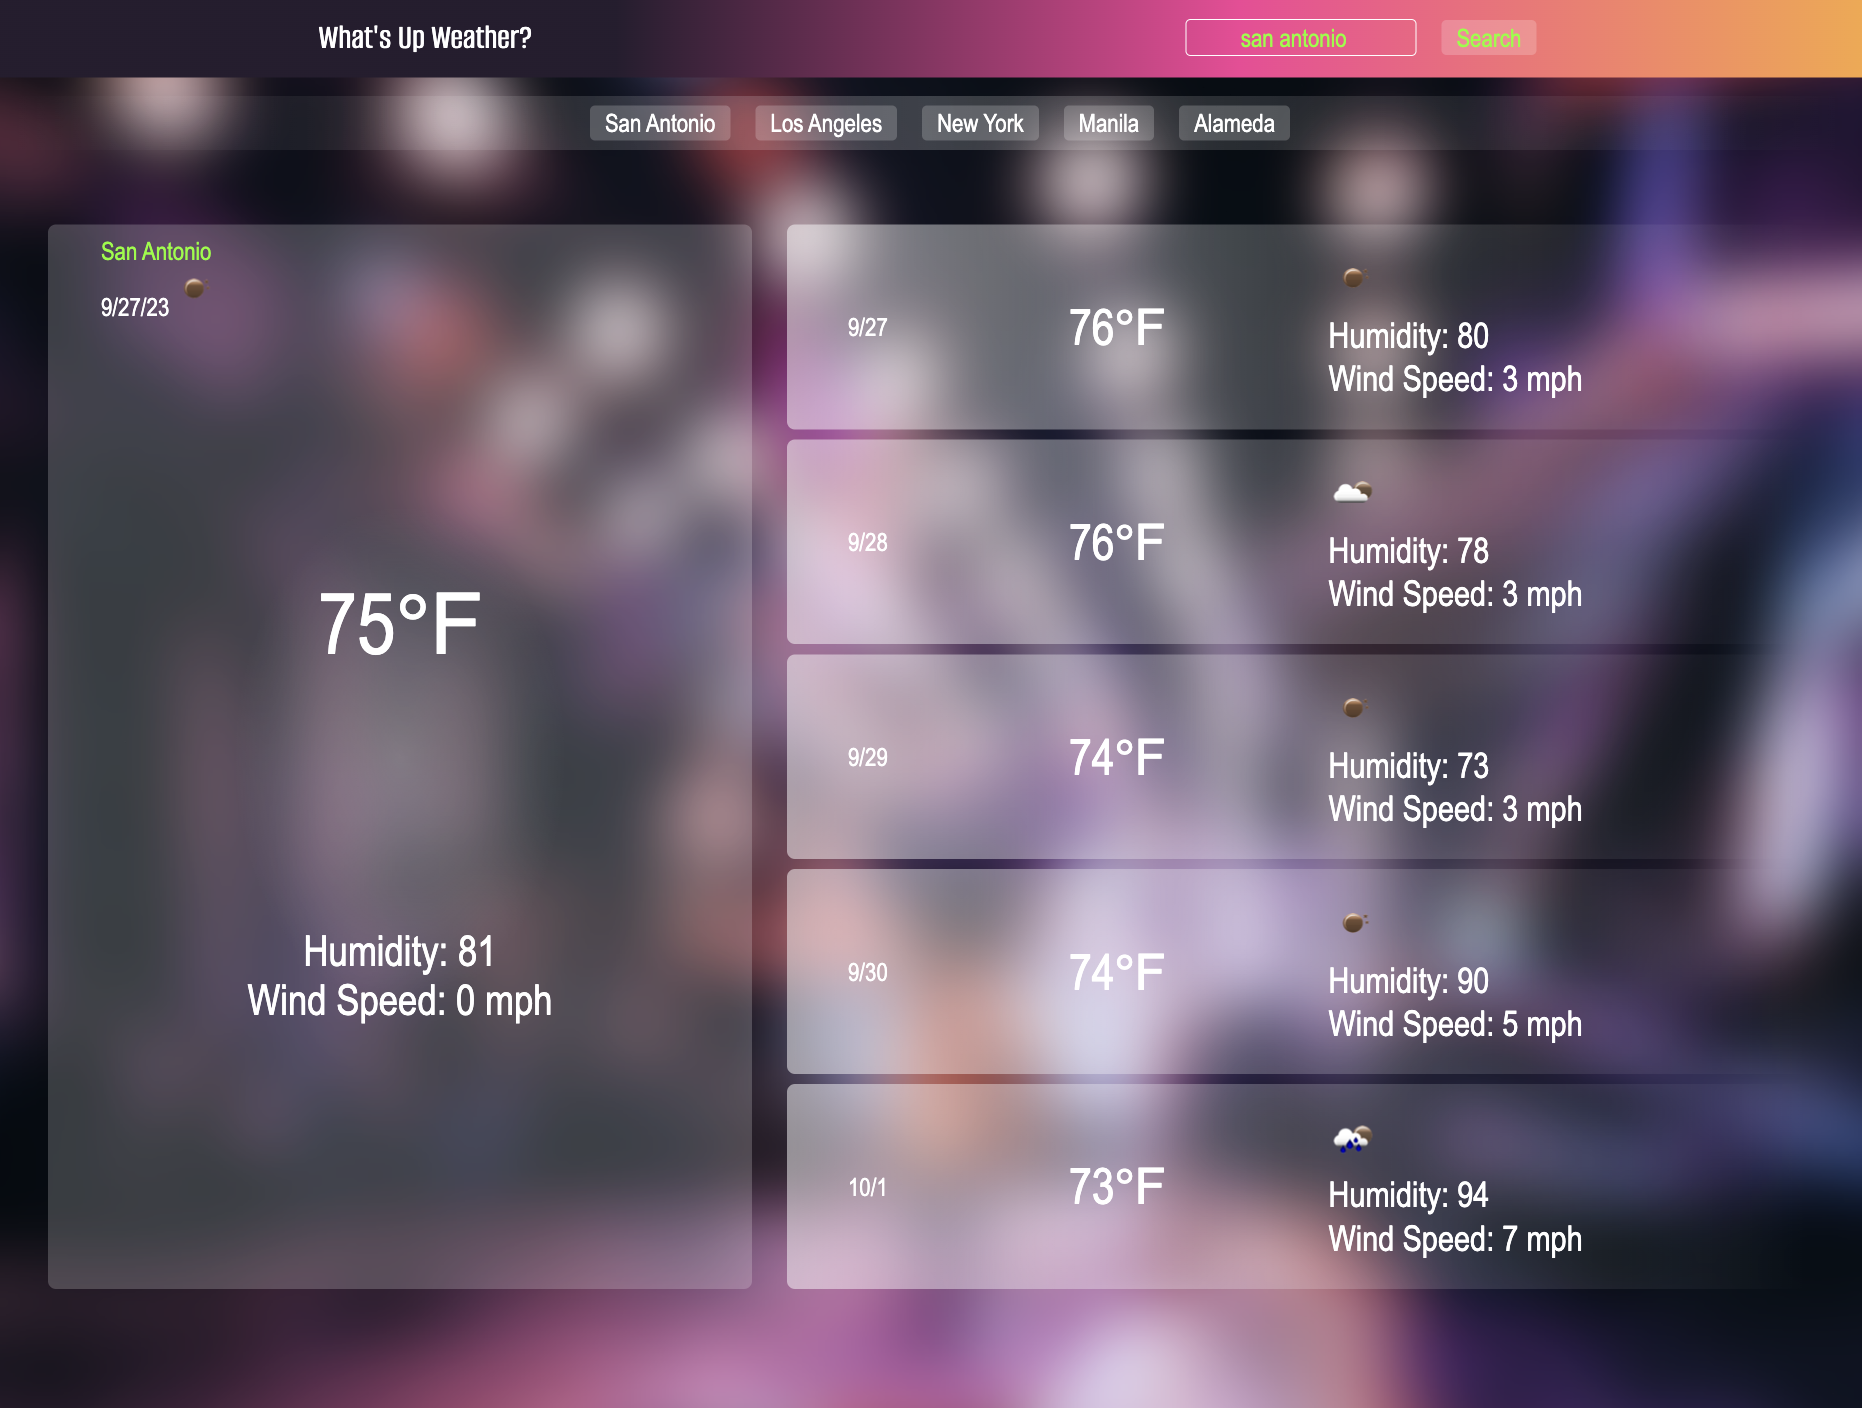 What's Up Weather?
san antonio
Search
San Antonio
Los Angeles
New York
Manila
Alameda
San Antonio
9/27/23
75°F
Humidity: 81
Wind Speed: 0 mph
9/27
76°F
Humidity: 80
Wind Speed: 3 mph
9/28
76°F
Humidity: 78
Wind Speed: 3 mph
9/29
74°F
Humidity: 73
Wind Speed: 3 mph
9/30
74°F
Humidity: 90
Wind Speed: 5 mph
10/1
73°F
Humidity: 94
Wind Speed: 7 mph